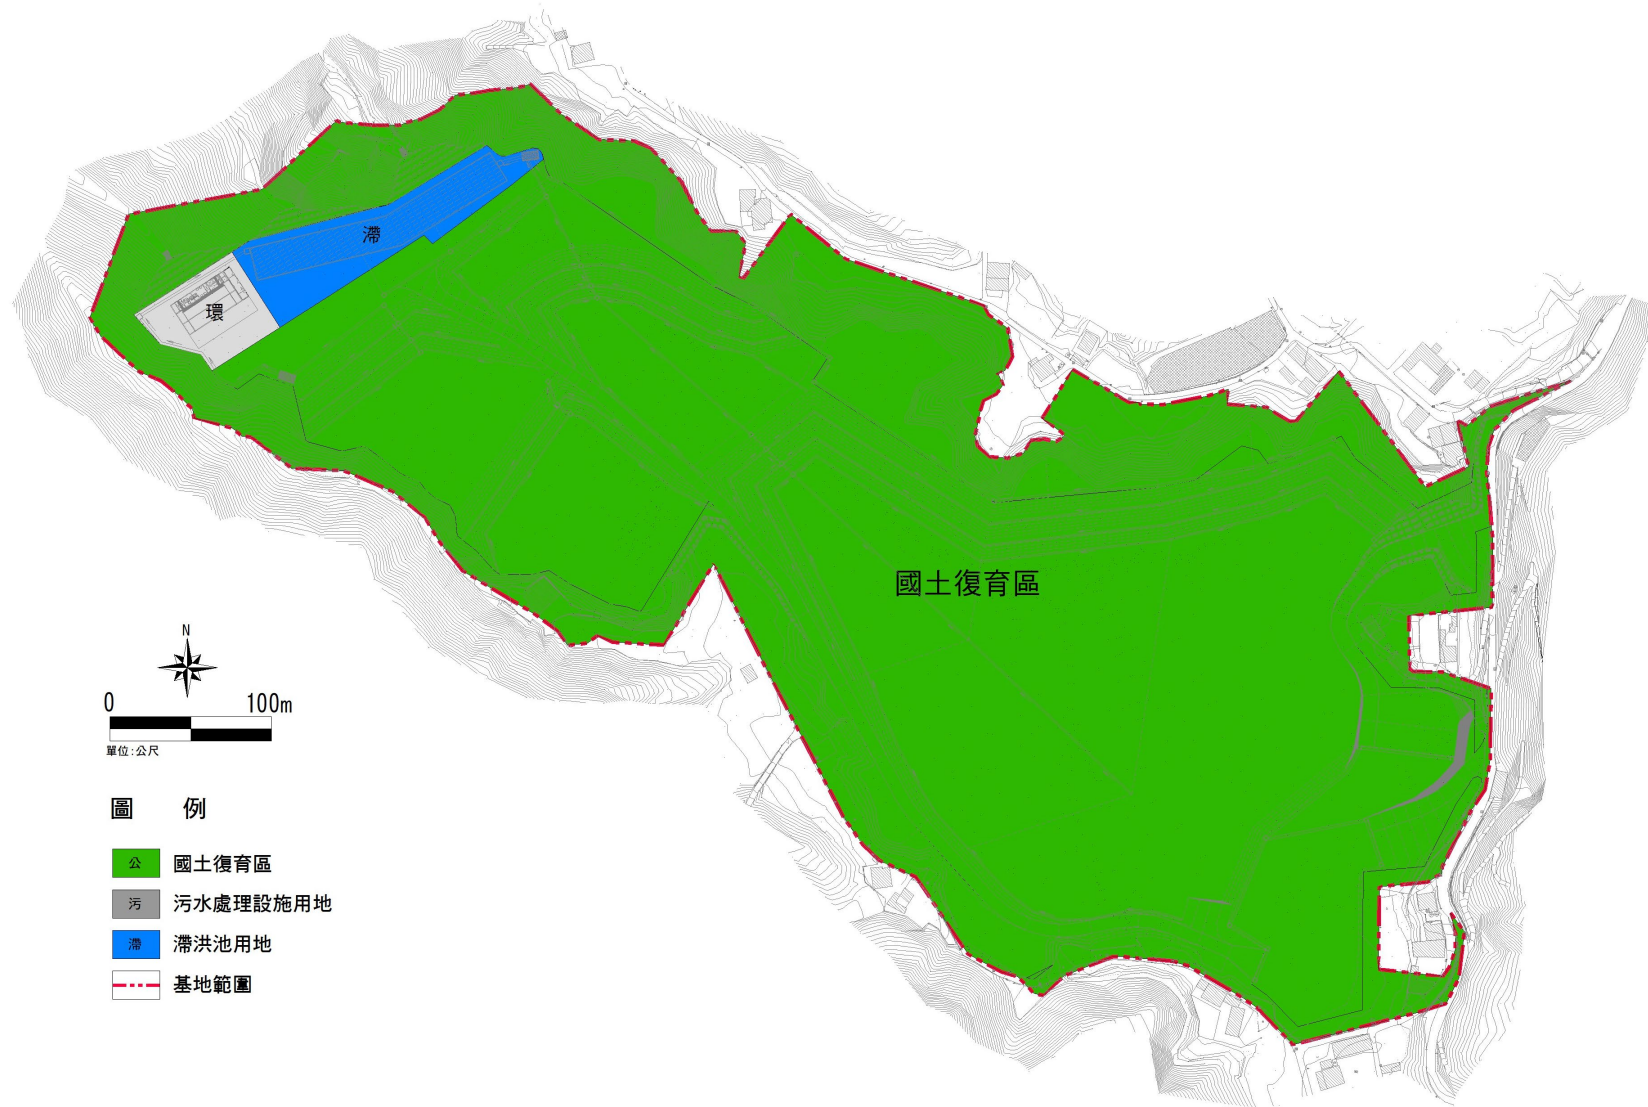 滯
環
國土復育區
N
0 100m
單位:公尺
圖 例
公 國土復育區
污 污水處理設施用地
滯 滯洪池用地
基地範圍